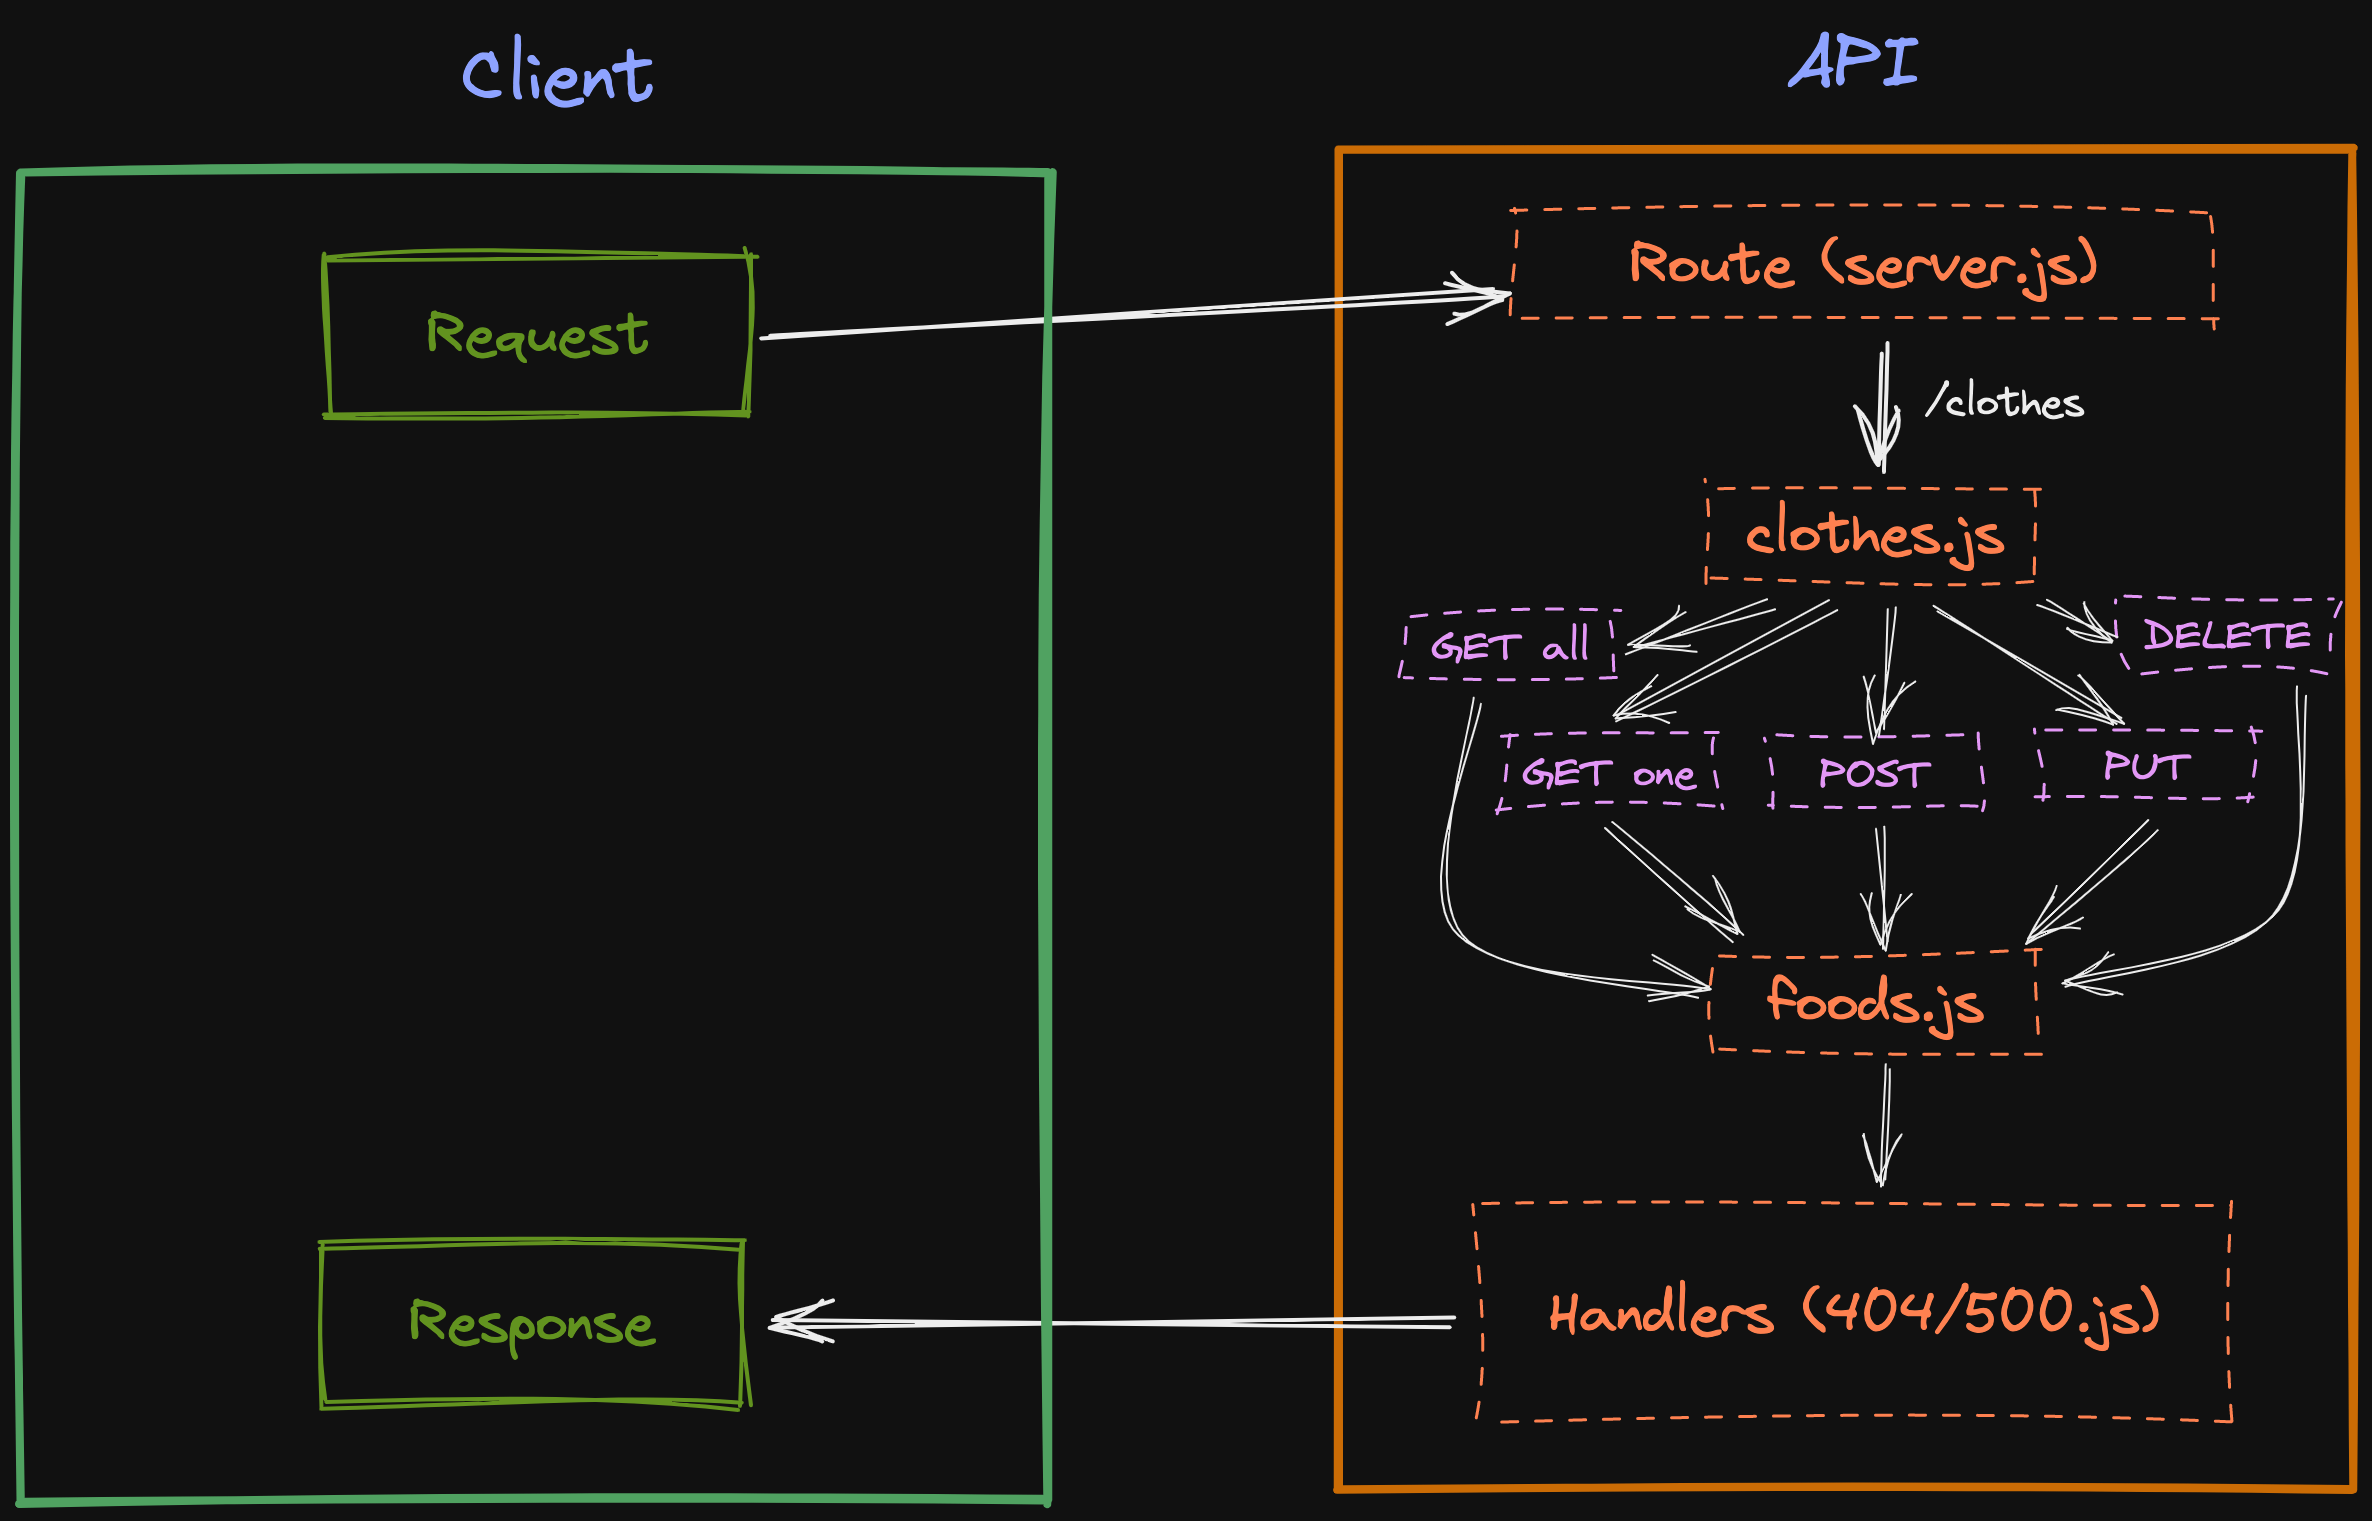 Client
API
Request
Route (server.js)
/clothes
clothes.js
GET all
DELETE
GET one
POST
PUT
foods.js
Response
Handlers (404/500.js)